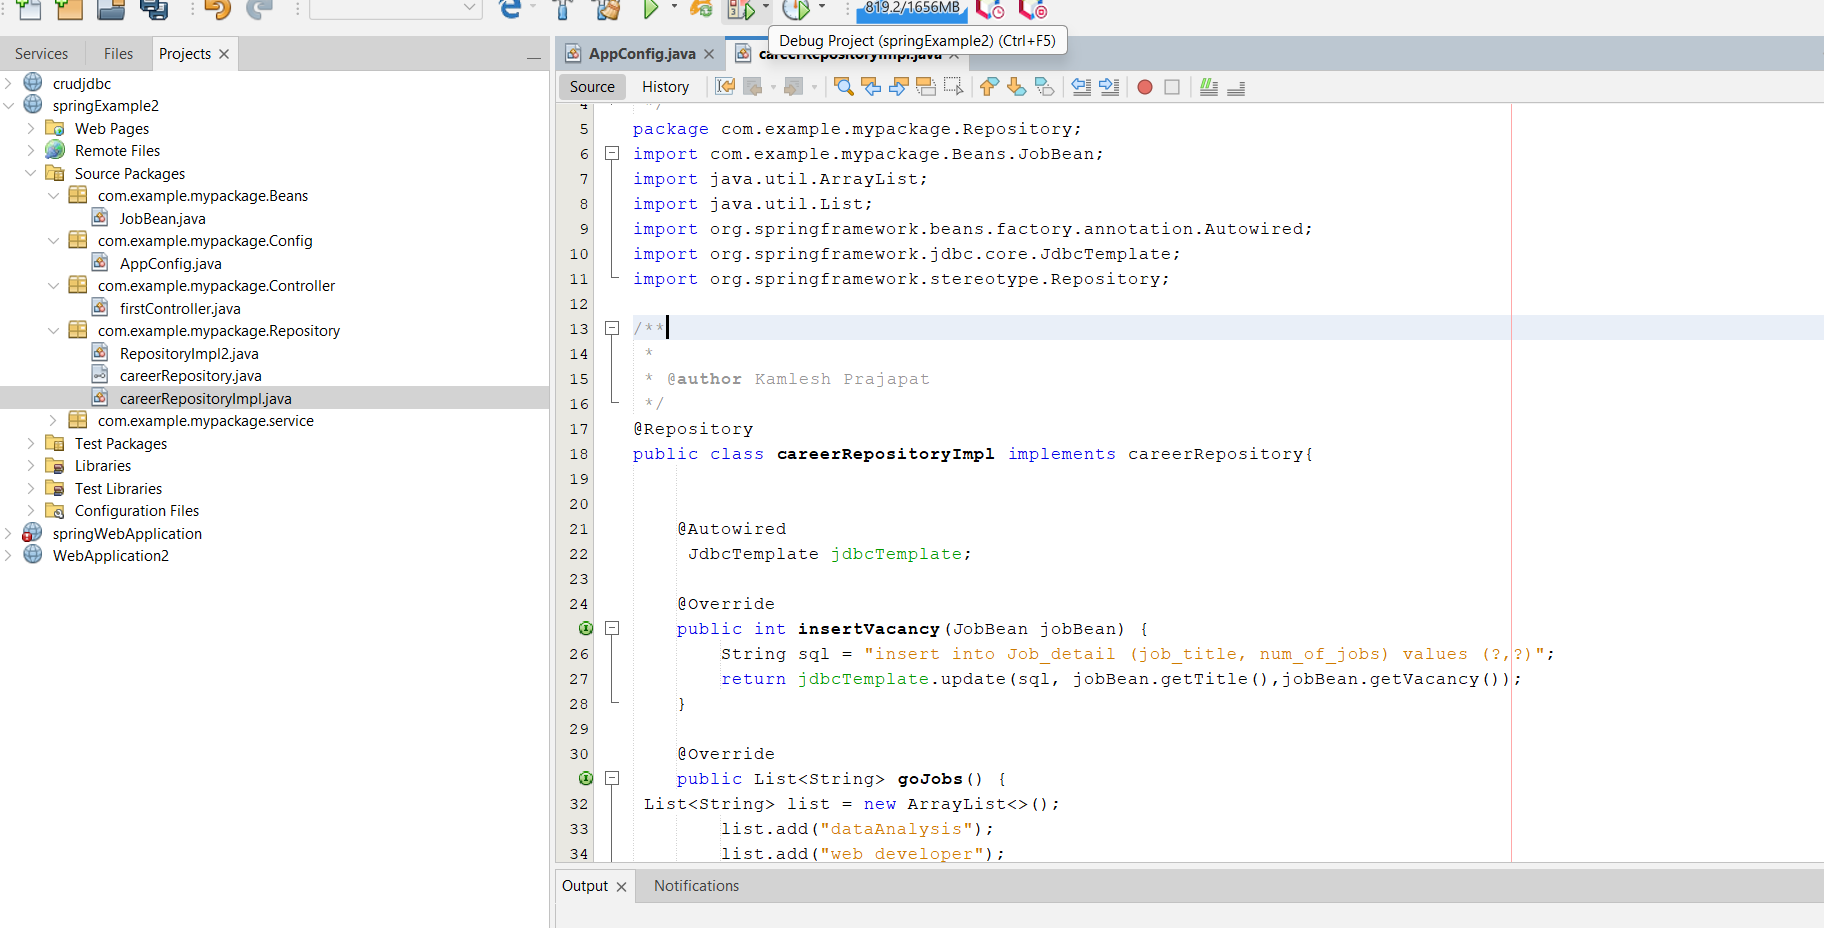 819.2/1656MB
Debug Project (springExample2) (Ctrl+F5)
Services Files Projects
AppConfig.java careerRepositoryImpl.java
Source History
crudjdbc
springExample2
Web Pages
Remote Files
Source Packages
com.example.mypackage.Beans
JobBean.java
com.example.mypackage.Config
AppConfig.java
com.example.mypackage.Controller
firstController.java
com.example.mypackage.Repository
RepositoryImpl2.java
careerRepository.java
careerRepositoryImpl.java
com.example.mypackage.service
Test Packages
Libraries
Test Libraries
Configuration Files
springWebApplication
WebApplication2
4 */
5 package com.example.mypackage.Repository;
6 import com.example.mypackage.Beans.JobBean;
7 import java.util.ArrayList;
8 import java.util.List;
9 import org.springframework.beans.factory.annotation.Autowired;
10 import org.springframework.jdbc.core.JdbcTemplate;
11 import org.springframework.stereotype.Repository;
12
13 /**
14 *
15 * @author Kamlesh Prajapat
16 */
17 @Repository
18 public class careerRepositoryImpl implements careerRepository{
19
20
21 @Autowired
22 JdbcTemplate jdbcTemplate;
23
24 @Override
public int insertVacancy(JobBean jobBean) {
26 String sql = "insert into Job_detail (job_title, num_of_jobs) values (?,?)";
27 return jdbcTemplate.update(sql, jobBean.getTitle(),jobBean.getVacancy());
28 }
29
30 @Override
public List<String> goJobs() {
32 List<String> list = new ArrayList<>();
33 list.add("dataAnalysis");
34 list.add("web developer");
Output Notifications